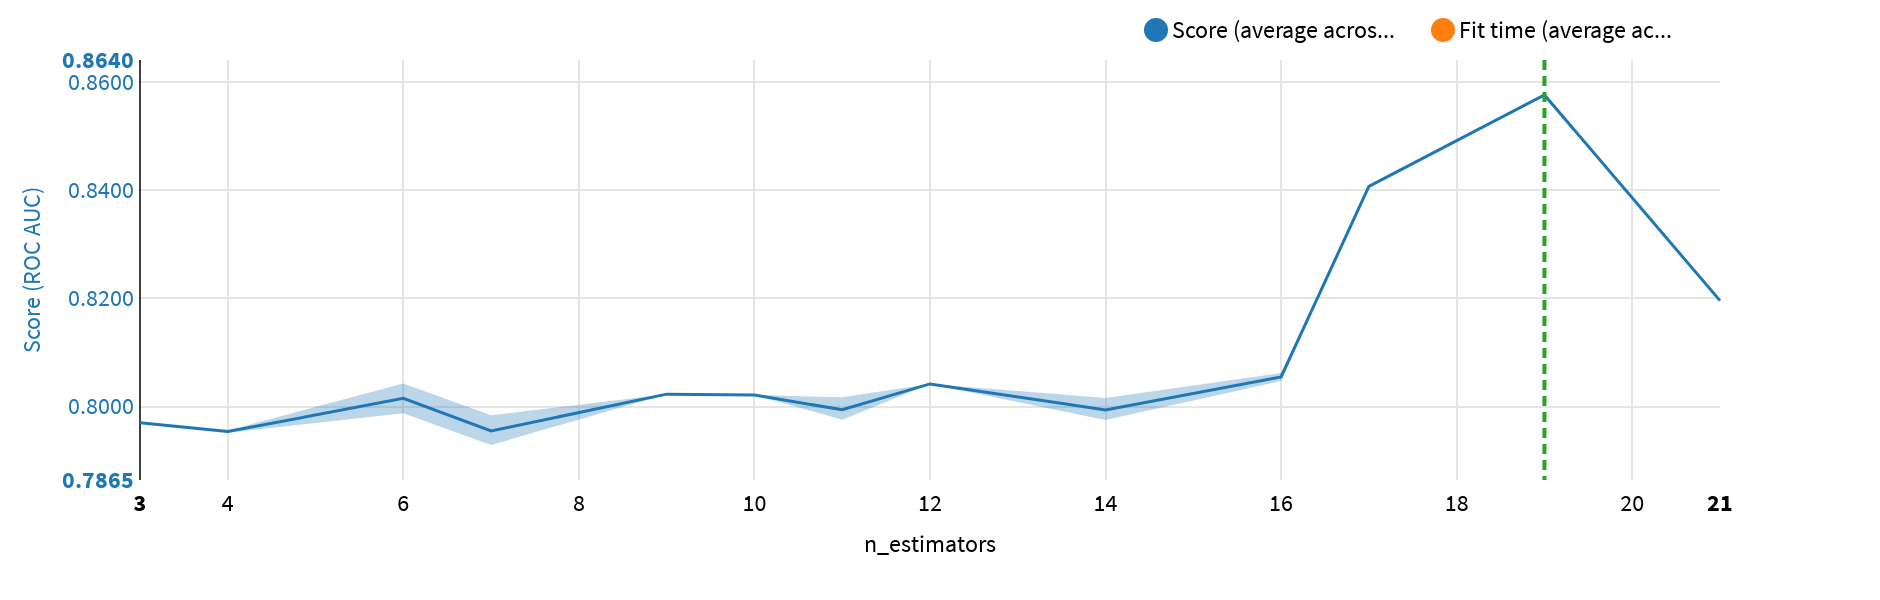 Score (average acros... Fit time (average ac...
0.8640
0.8600
0.8400
0.8200
0.8000
0.7865
Score (ROC AUC)
3 4 6 8 10 12 14 16 18 20 21
n_estimators